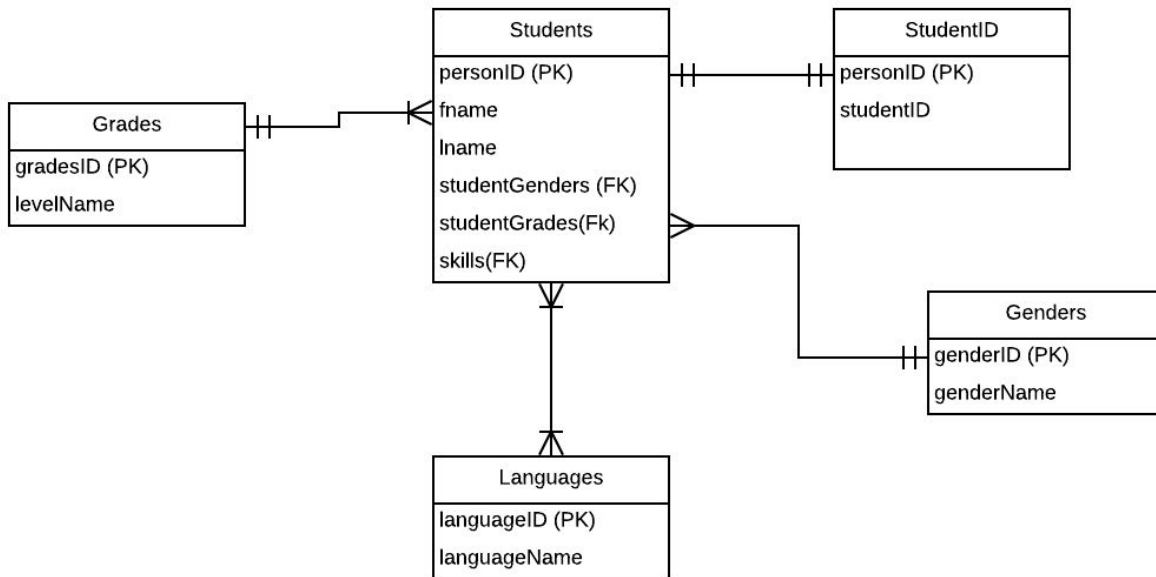 Students
personID (PK)
fname
lname
studentGenders (FK)
studentGrades(Fk)
skills(FK)
StudentID
personID (PK)
studentID
Grades
gradesID (PK)
levelName
Genders
genderID (PK)
genderName
Languages
languageID (PK)
languageName